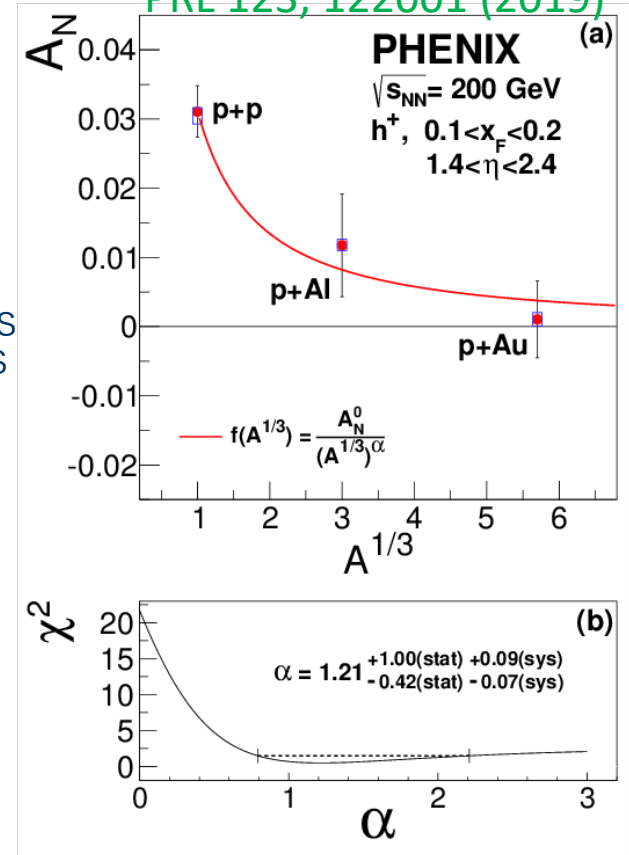 PRL 123, 122001 (2019)
A_N
(a)
0.04
0.03
0.02
0.01
0
-0.01
-0.02
PHENIX
√s_NN = 200 GeV
h⁺, 0.1<x_F<0.2
1.4<η<2.4
p+p
p+Al
p+Au
S
S
f(A^1/3) = A_N^0 / (A^1/3)^α
1 2 3 4 5 6
A^1/3
χ²
(b)
20
15
10
5
0
α = 1.21 +1.00(stat) +0.09(sys)
-0.42(stat) -0.07(sys)
0 1 2 3
α